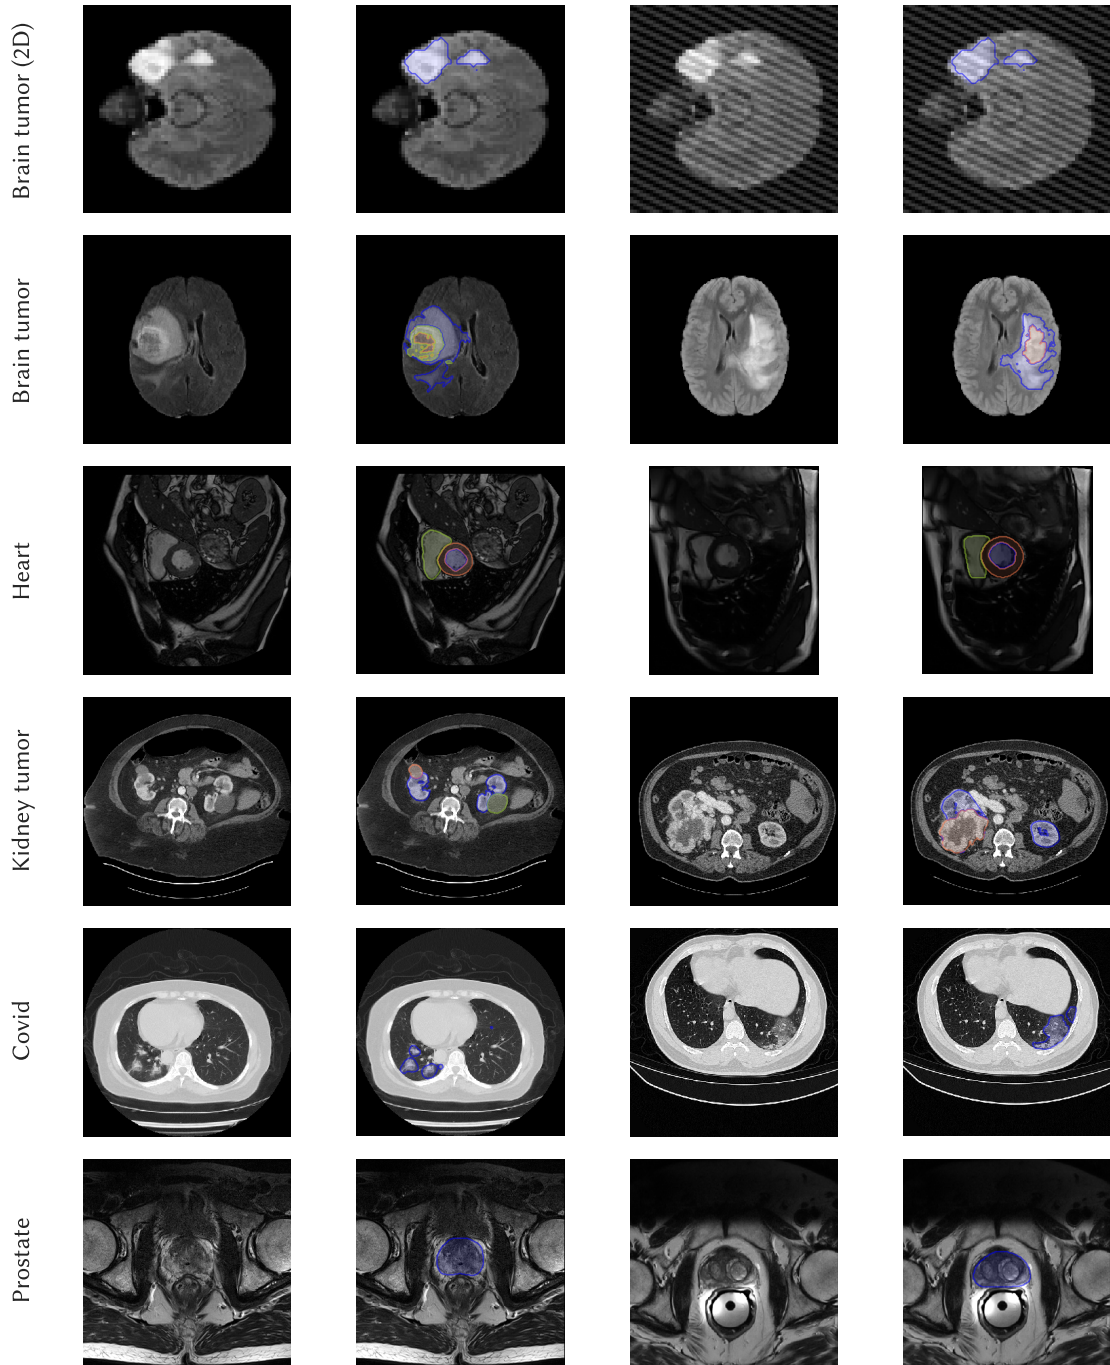 Brain tumor (2D)
Brain tumor
Heart
Kidney tumor
Covid
Prostate